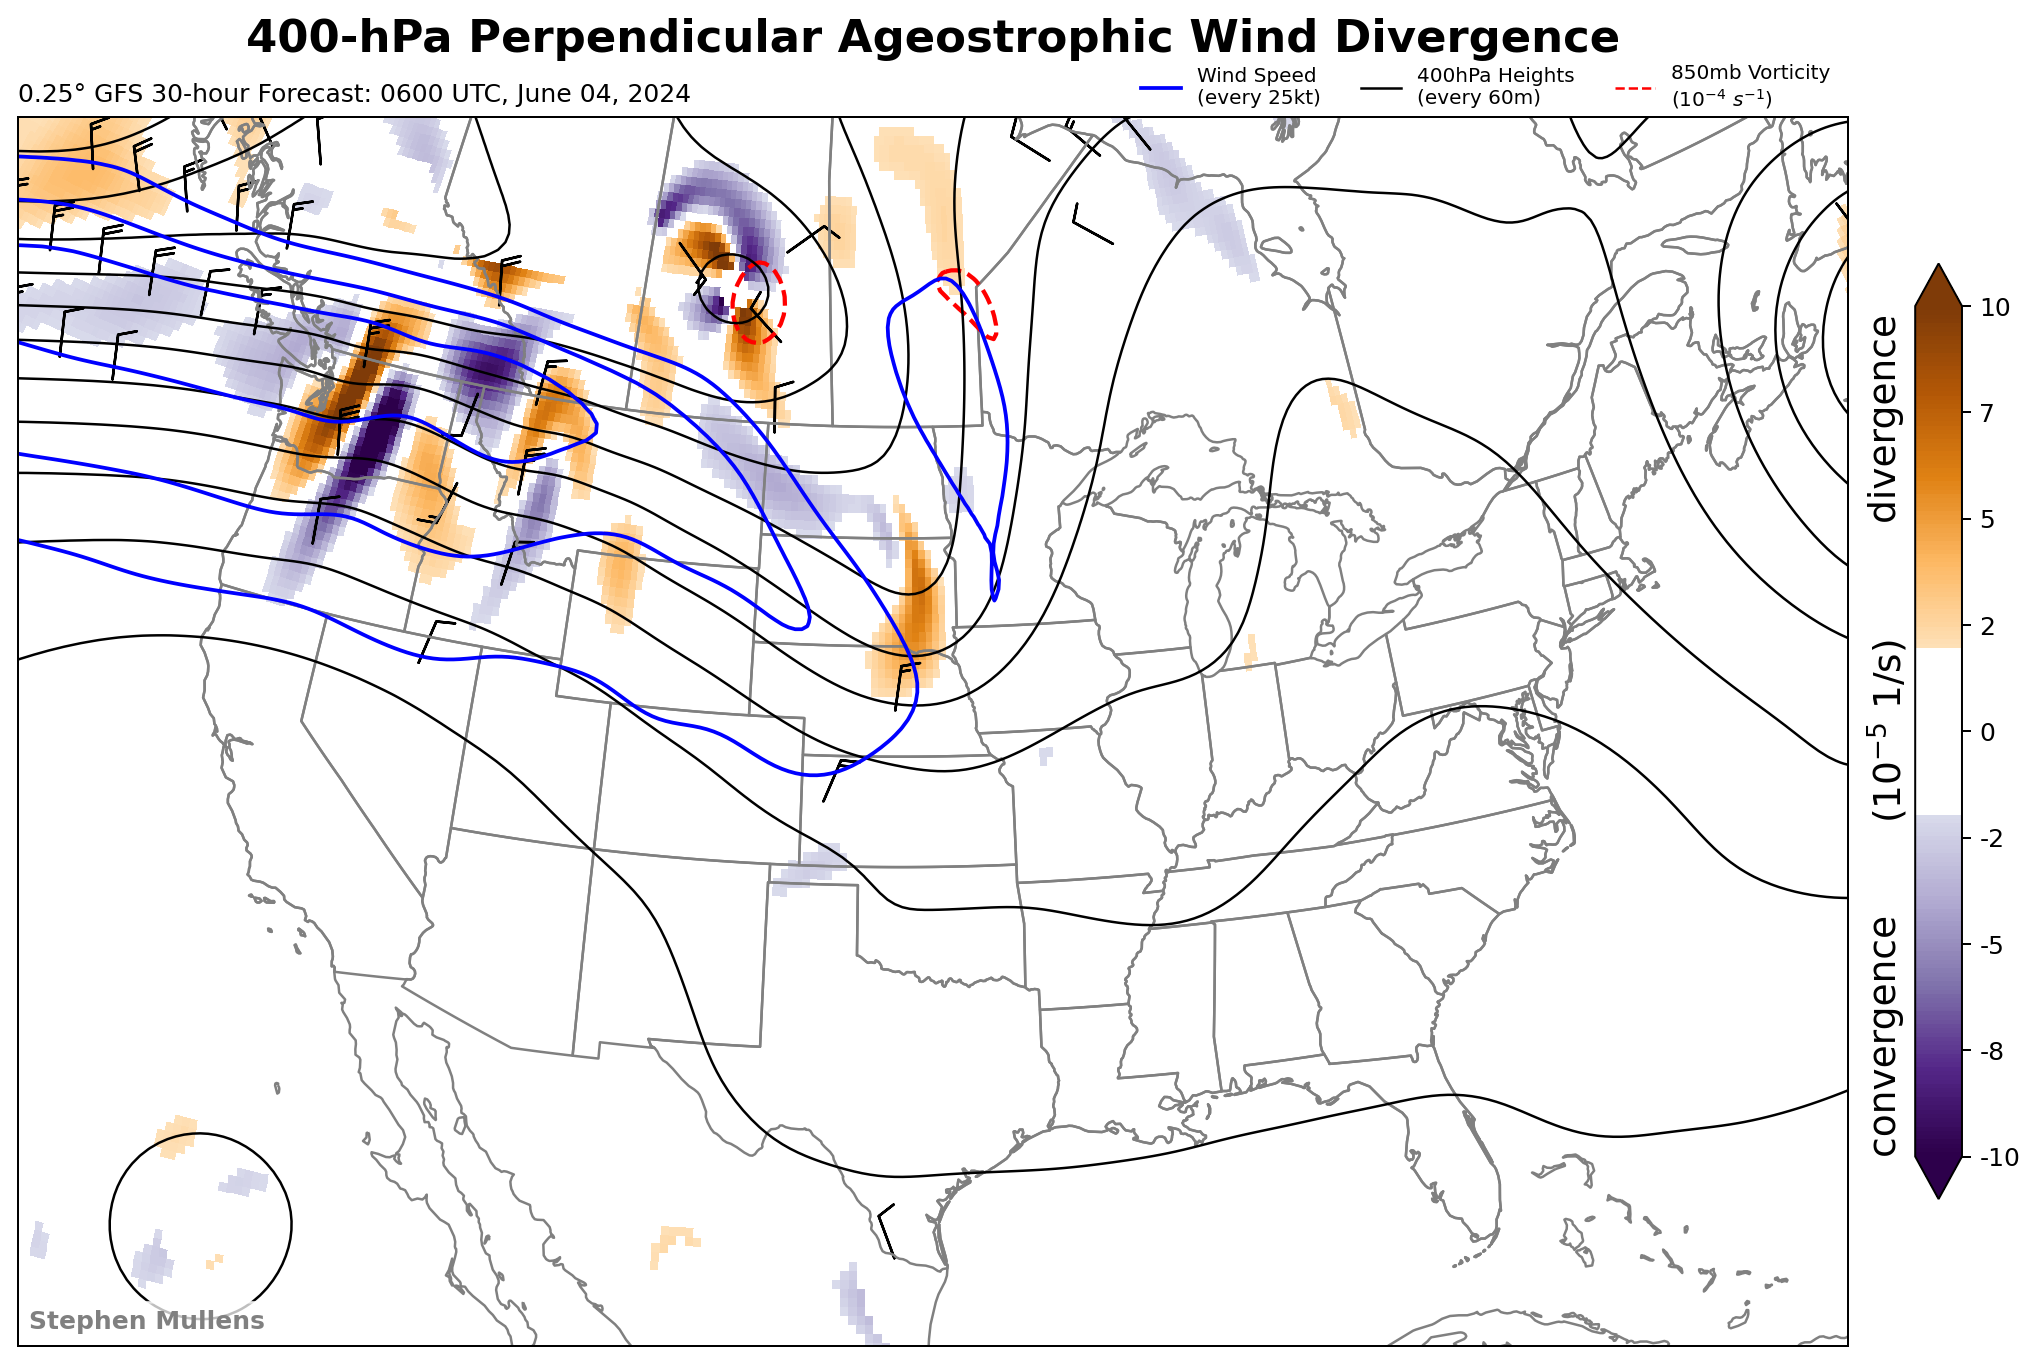 400-hPa Perpendicular Ageostrophic Wind Divergence
0.25° GFS 30-hour Forecast: 0600 UTC, June 04, 2024
Wind Speed
(every 25kt)
400hPa Heights
(every 60m)
850mb Vorticity
(10⁻⁴ s⁻¹)
10
7
5
2
0
-2
-5
-8
-10
convergence (10⁻⁵ 1/s) divergence
Stephen Mullens